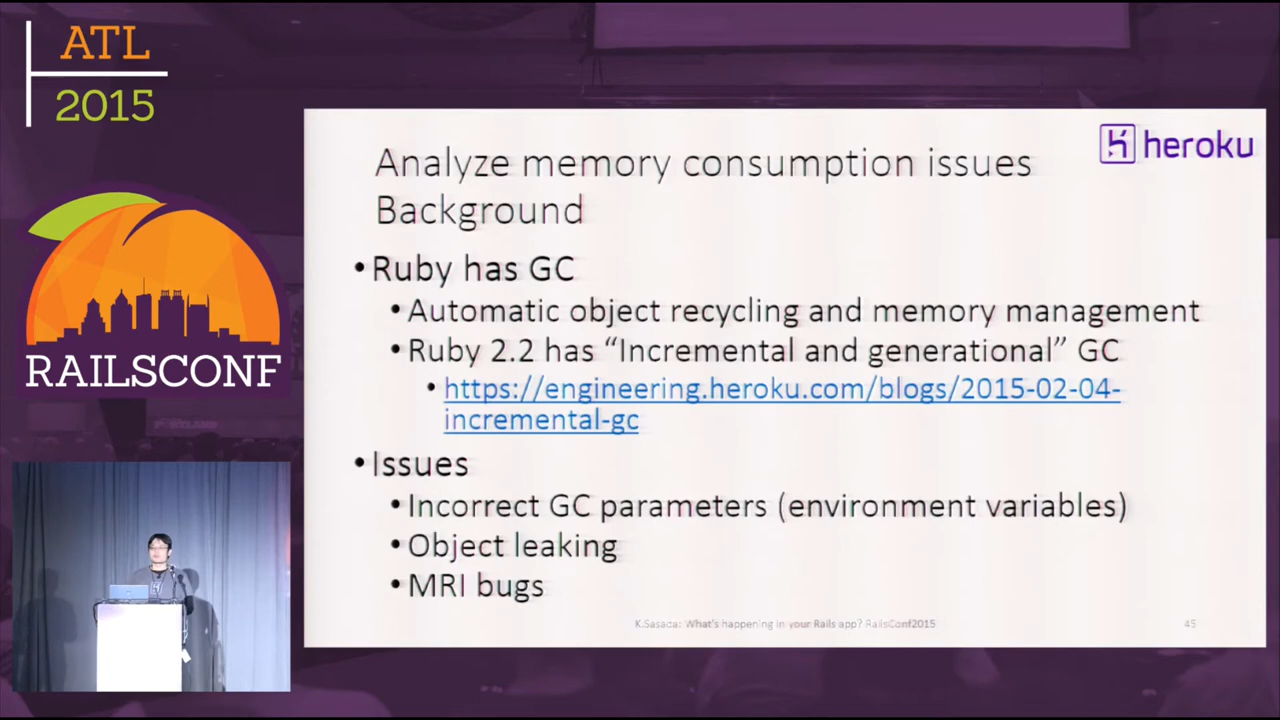 ATL
2015
RAILSCONF
heroku
Analyze memory consumption issues
Background
• Ruby has GC
• Automatic object recycling and memory management
• Ruby 2.2 has “Incremental and generational” GC
• https://engineering.heroku.com/blogs/2015-02-04-
incremental-gc
• Issues
• Incorrect GC parameters (environment variables)
• Object leaking
• MRI bugs
K.Sasada: What's happening in your Rails app? RailsConf2015
45